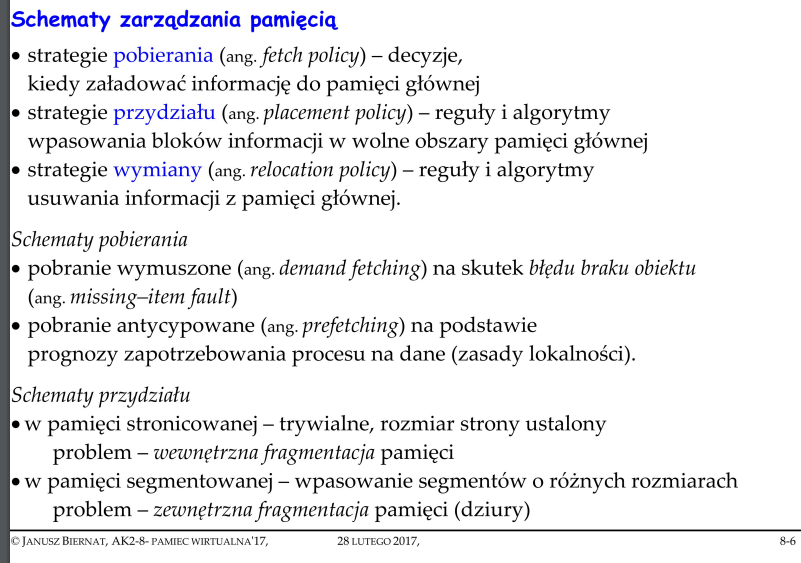 Schematy zarządzania pamięcią
• strategie pobierania (ang. fetch policy) – decyzje,
kiedy załadować informację do pamięci głównej
• strategie przydziału (ang. placement policy) – reguły i algorytmy
wpasowania bloków informacji w wolne obszary pamięci głównej
• strategie wymiany (ang. relocation policy) – reguły i algorytmy
usuwania informacji z pamięci głównej.
Schematy pobierania
• pobranie wymuszone (ang. demand fetching) na skutek błędu braku obiektu
(ang. missing–item fault)
• pobranie antycypowane (ang. prefetching) na podstawie
prognozy zapotrzebowania procesu na dane (zasady lokalności).
Schematy przydziału
• w pamięci stronicowanej – trywialne, rozmiar strony ustalony
problem – wewnętrzna fragmentacja pamięci
• w pamięci segmentowanej – wpasowanie segmentów o różnych rozmiarach
problem – zewnętrzna fragmentacja pamięci (dziury)
© JANUSZ BIERNAT, AK2-8- PAMIEC WIRTUALNA'17, 28 LUTEGO 2017, 8-6